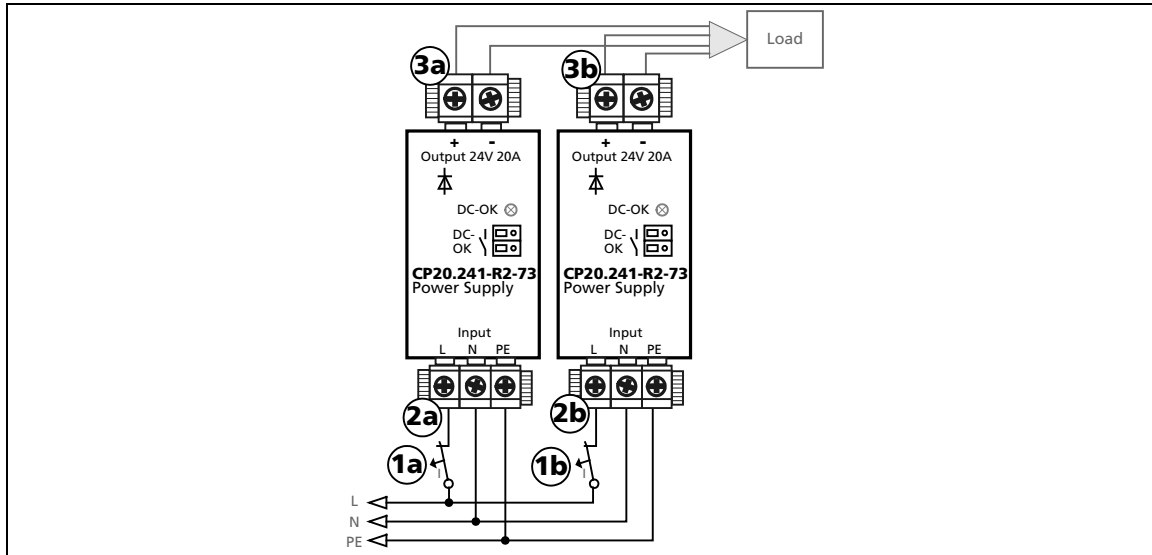 Load
3a
3b
+ -
Output 24V 20A
DC-OK
DC-
OK
CP20.241-R2-73
Power Supply
Input
L N PE
+ -
Output 24V 20A
DC-OK
DC-
OK
CP20.241-R2-73
Power Supply
Input
L N PE
2a
2b
1a
I
1b
I
L
N
PE